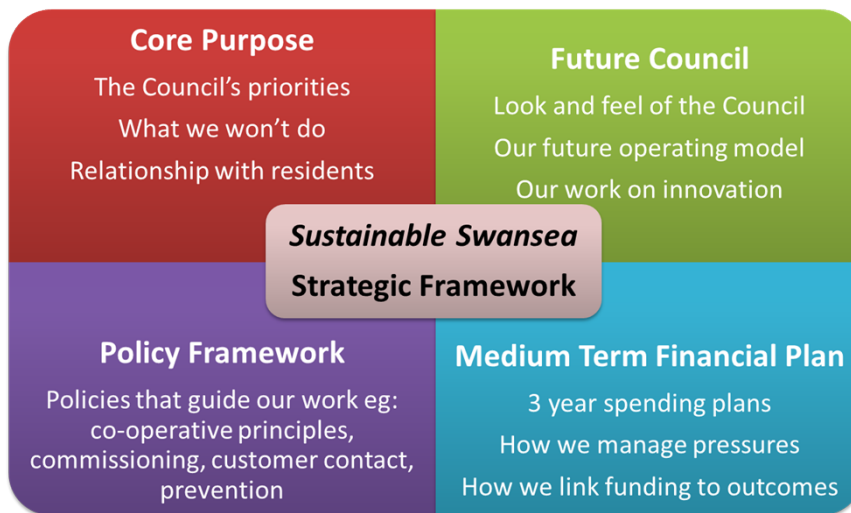 Core Purpose
The Council's priorities
What we won't do
Relationship with residents
Future Council
Look and feel of the Council
Our future operating model
Our work on innovation
Sustainable Swansea
Strategic Framework
Policy Framework
Policies that guide our work eg:
co-operative principles,
commissioning, customer contact,
prevention
Medium Term Financial Plan
3 year spending plans
How we manage pressures
How we link funding to outcomes